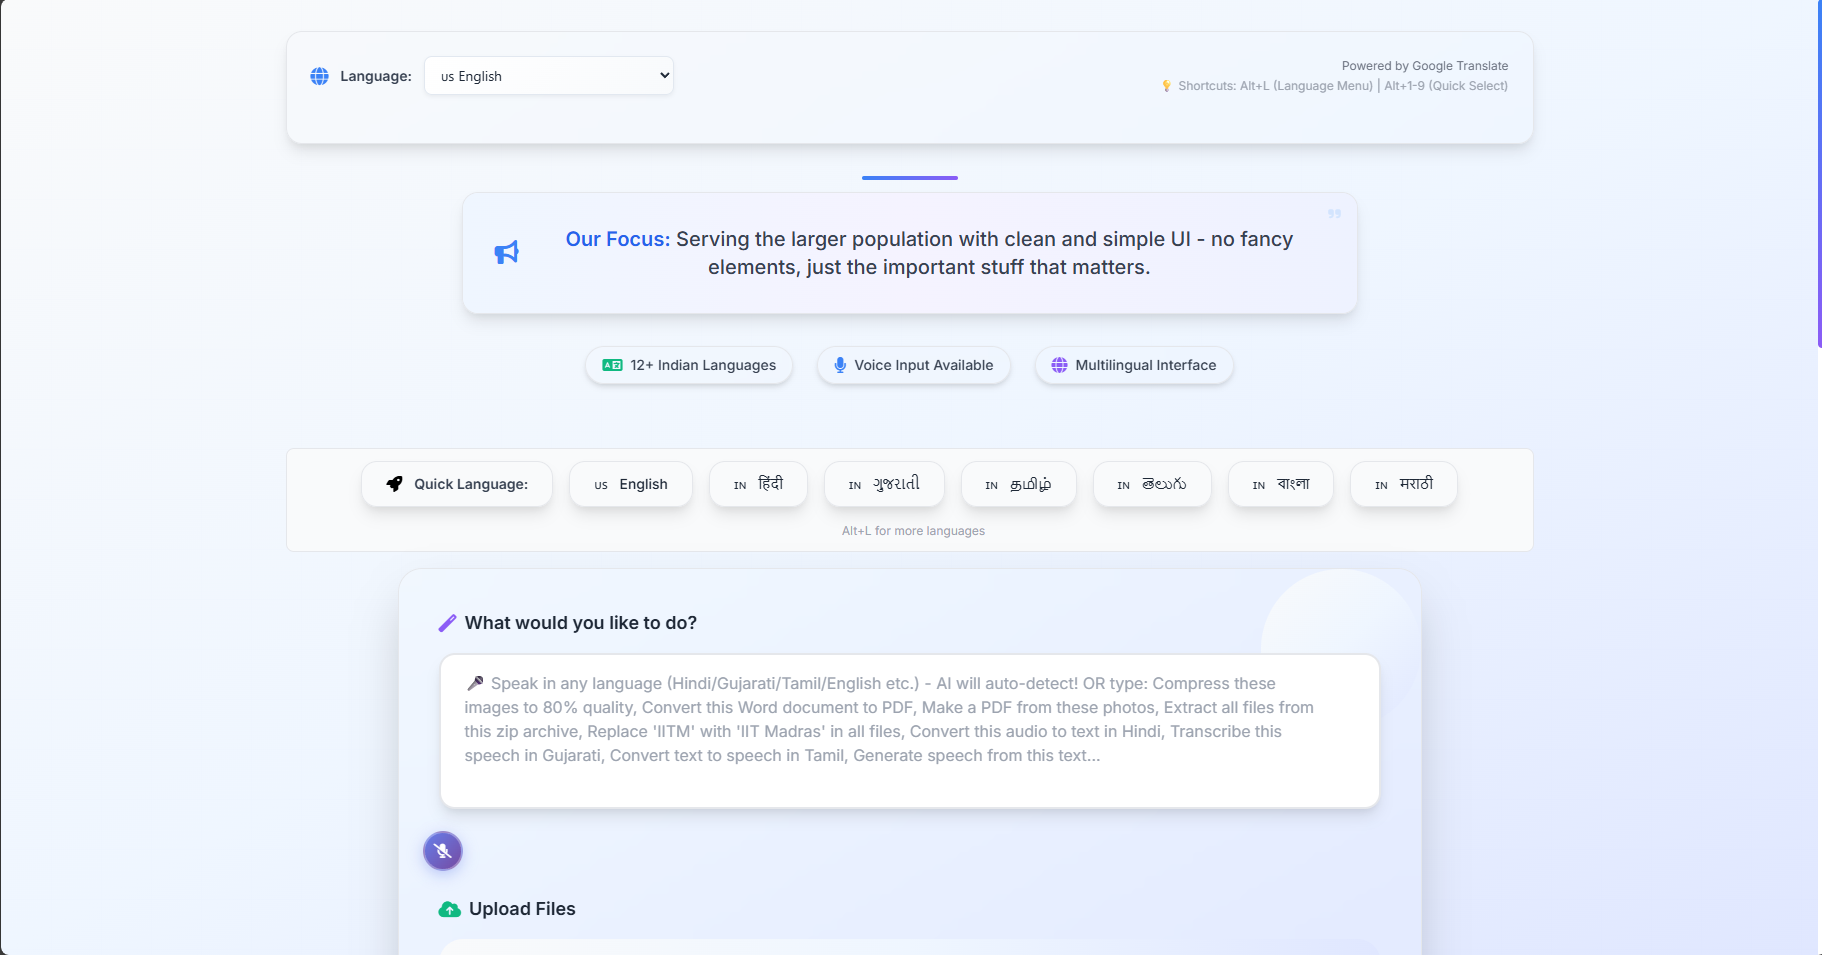 Language:
us English
Powered by Google Translate
Shortcuts: Alt+L (Language Menu) | Alt+1-9 (Quick Select)
Our Focus: Serving the larger population with clean and simple UI - no fancy
elements, just the important stuff that matters.
12+ Indian Languages
Voice Input Available
Multilingual Interface
Quick Language:
US English
IN हिंदी
IN ગુજરાતી
IN தமிழ்
IN తెలుగు
IN বাংলা
IN मराठी
Alt+L for more languages
What would you like to do?
🎤 Speak in any language (Hindi/Gujarati/Tamil/English etc.) - AI will auto-detect! OR type: Compress these
images to 80% quality, Convert this Word document to PDF, Make a PDF from these photos, Extract all files from
this zip archive, Replace 'IITM' with 'IIT Madras' in all files, Convert this audio to text in Hindi, Transcribe this
speech in Gujarati, Convert text to speech in Tamil, Generate speech from this text...
Upload Files